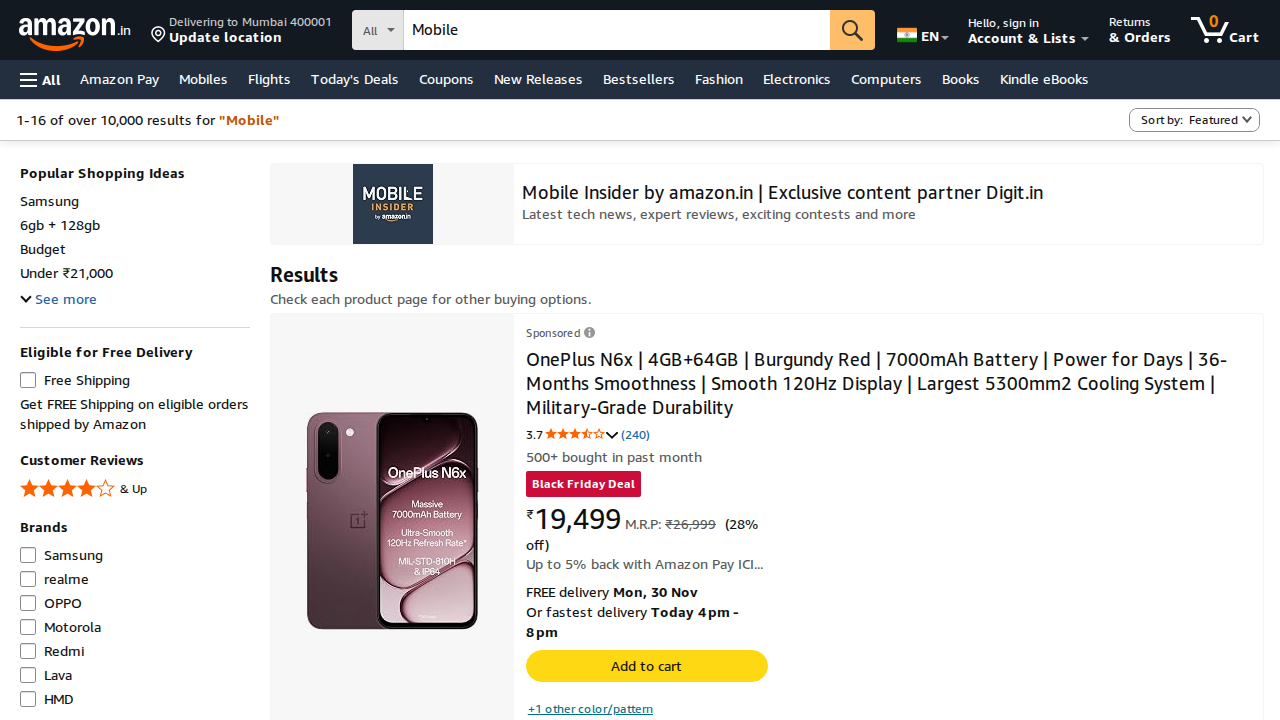 amazon.in
Delivering to Mumbai 400001
Update location
All
Mobile
EN
Hello, sign in
Account & Lists
Returns
& Orders
0
Cart
All
Amazon Pay
Mobiles
Flights
Today's Deals
Coupons
New Releases
Bestsellers
Fashion
Electronics
Computers
Books
Kindle eBooks
1-16 of over 10,000 results for "Mobile"
Sort by: Featured
Popular Shopping Ideas
Samsung
6gb + 128gb
Budget
Under ₹21,000
See more
Eligible for Free Delivery
Free Shipping
Get FREE Shipping on eligible orders
shipped by Amazon
Customer Reviews
& Up
Brands
Samsung
realme
OPPO
Motorola
Redmi
Lava
HMD
MOBILE
INSIDER
by amazon.in
Mobile Insider by amazon.in | Exclusive content partner Digit.in
Latest tech news, expert reviews, exciting contests and more
Results
Check each product page for other buying options.
OnePlus N6x
Massive
7000mAh Battery
Ultra-Smooth
120Hz Refresh Rate*
MIL-STD-810H
& IP64
Sponsored
OnePlus N6x | 4GB+64GB | Burgundy Red | 7000mAh Battery | Power for Days | 36-
Months Smoothness | Smooth 120Hz Display | Largest 5300mm2 Cooling System |
Military-Grade Durability
3.7 (240)
500+ bought in past month
Black Friday Deal
₹19,499 M.R.P: ₹26,999 (28%
off)
Up to 5% back with Amazon Pay ICI...
FREE delivery Mon, 30 Nov
Or fastest delivery Today 4 pm -
8 pm
Add to cart
+1 other color/pattern